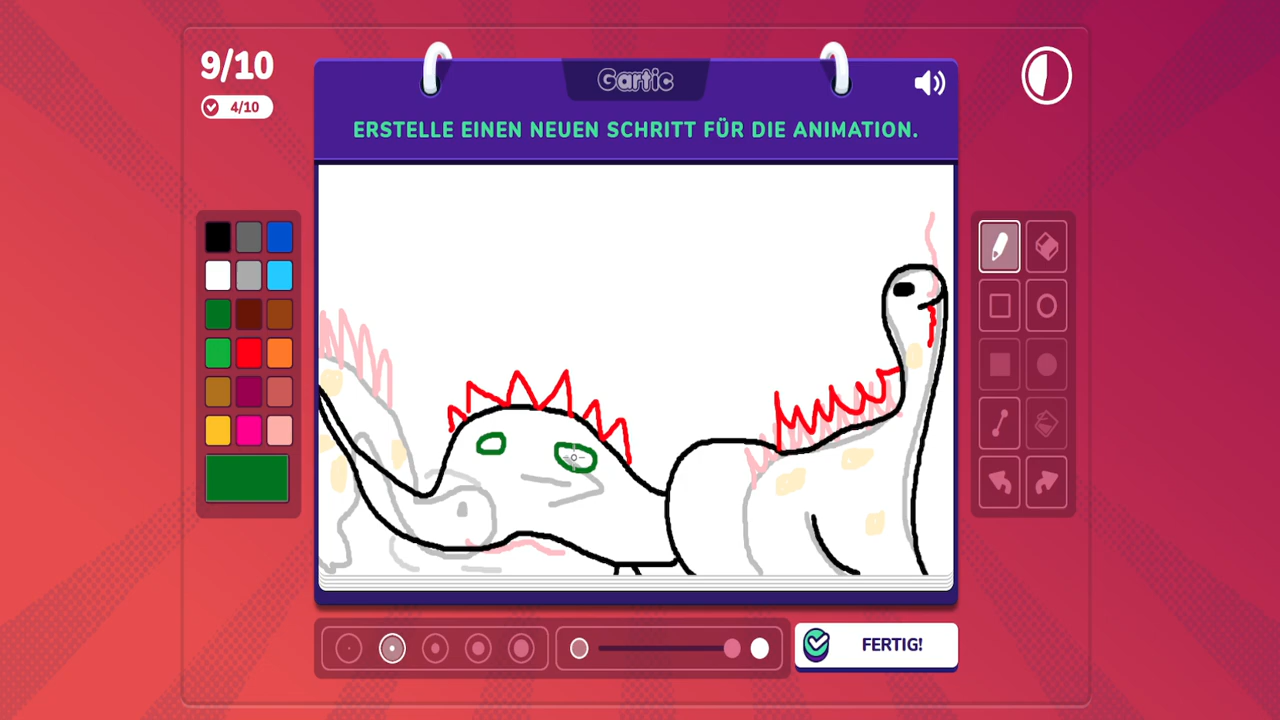 9/10
4/10
Gartic
ERSTELLE EINEN NEUEN SCHRITT FÜR DIE ANIMATION.
FERTIG!